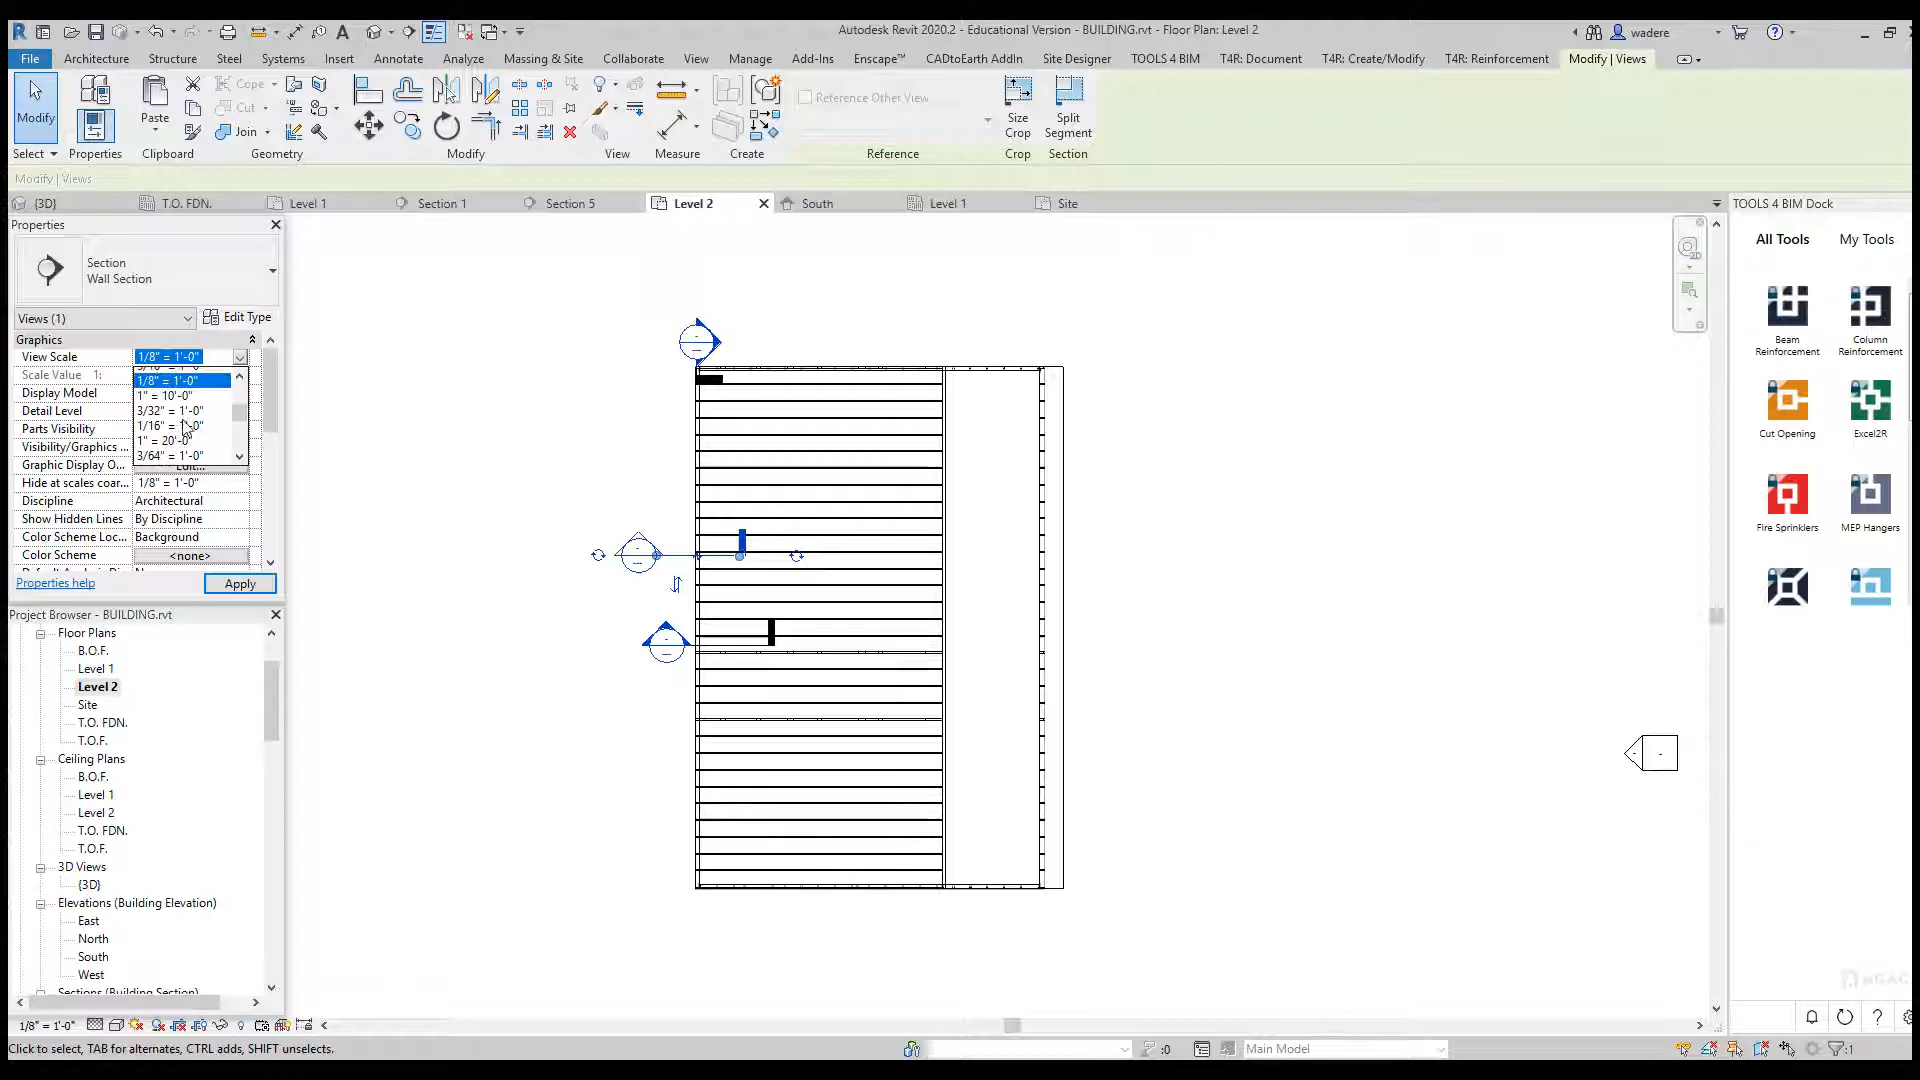 Autodesk Revit 2020.2 - Educational Version - BUILDING.rvt - Floor Plan: Level 2
wadere
File Architecture Structure Steel Systems Insert Annotate Analyze Massing & Site Collaborate View Manage Add-Ins Enscape™ CADtoEarth AddIn Site Designer TOOLS 4 BIM T4R: Document T4R: Create/Modify T4R: Reinforcement Modify | Views
Modify
Paste
Cope
Cut
Join
Reference Other View
Size Crop
Split Segment
Select Properties Clipboard Geometry Modify View Measure Create Reference Crop Section
Modify | Views
{3D} T.O. FDN. Level 1 Section 1 Section 5 Level 2 South Level 1 Site
TOOLS 4 BIM Dock
Properties
All Tools My Tools
Section
Wall Section
Views (1) Edit Type
Graphics
View Scale 1/8" = 1'-0"
Scale Value 1:
1/8" = 1'-0"
Display Model 1" = 10'-0"
Detail Level 3/32" = 1'-0"
Parts Visibility 1/16" = 1'-0"
Visibility/Graphics ... 1" = 20'-0"
Graphic Display O... 3/64" = 1'-0"
Edit...
Hide at scales coar... 1/8" = 1'-0"
Discipline Architectural
Show Hidden Lines By Discipline
Color Scheme Loc... Background
Color Scheme <none>
Properties help Apply
Beam Reinforcement
Column Reinforcement
Cut Opening
Excel2R
Fire Sprinklers
MEP Hangers
Project Browser - BUILDING.rvt
Floor Plans
B.O.F.
Level 1
Level 2
Site
T.O. FDN.
T.O.F.
Ceiling Plans
B.O.F.
Level 1
Level 2
T.O. FDN.
T.O.F.
3D Views
{3D}
Elevations (Building Elevation)
East
North
South
West
Sections (Building Section)
1/8" = 1'-0"
Click to select, TAB for alternates, CTRL adds, SHIFT unselects.
:0
Main Model
:1